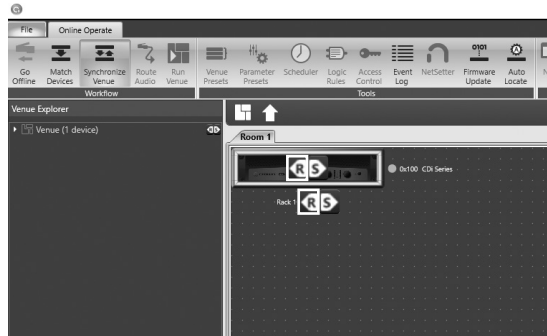 File Online Operate
Go Offline Match Devices Synchronize Venue Route Audio Run Venue Venue Presets Parameter Presets Scheduler Logic Rules Access Control Event Log NetSetter 0101 Firmware Update Auto Locate
Workflow Tools
Venue Explorer
Venue (1 device)
Room 1
R S 0x100 CDi Series
Rack 1 R S